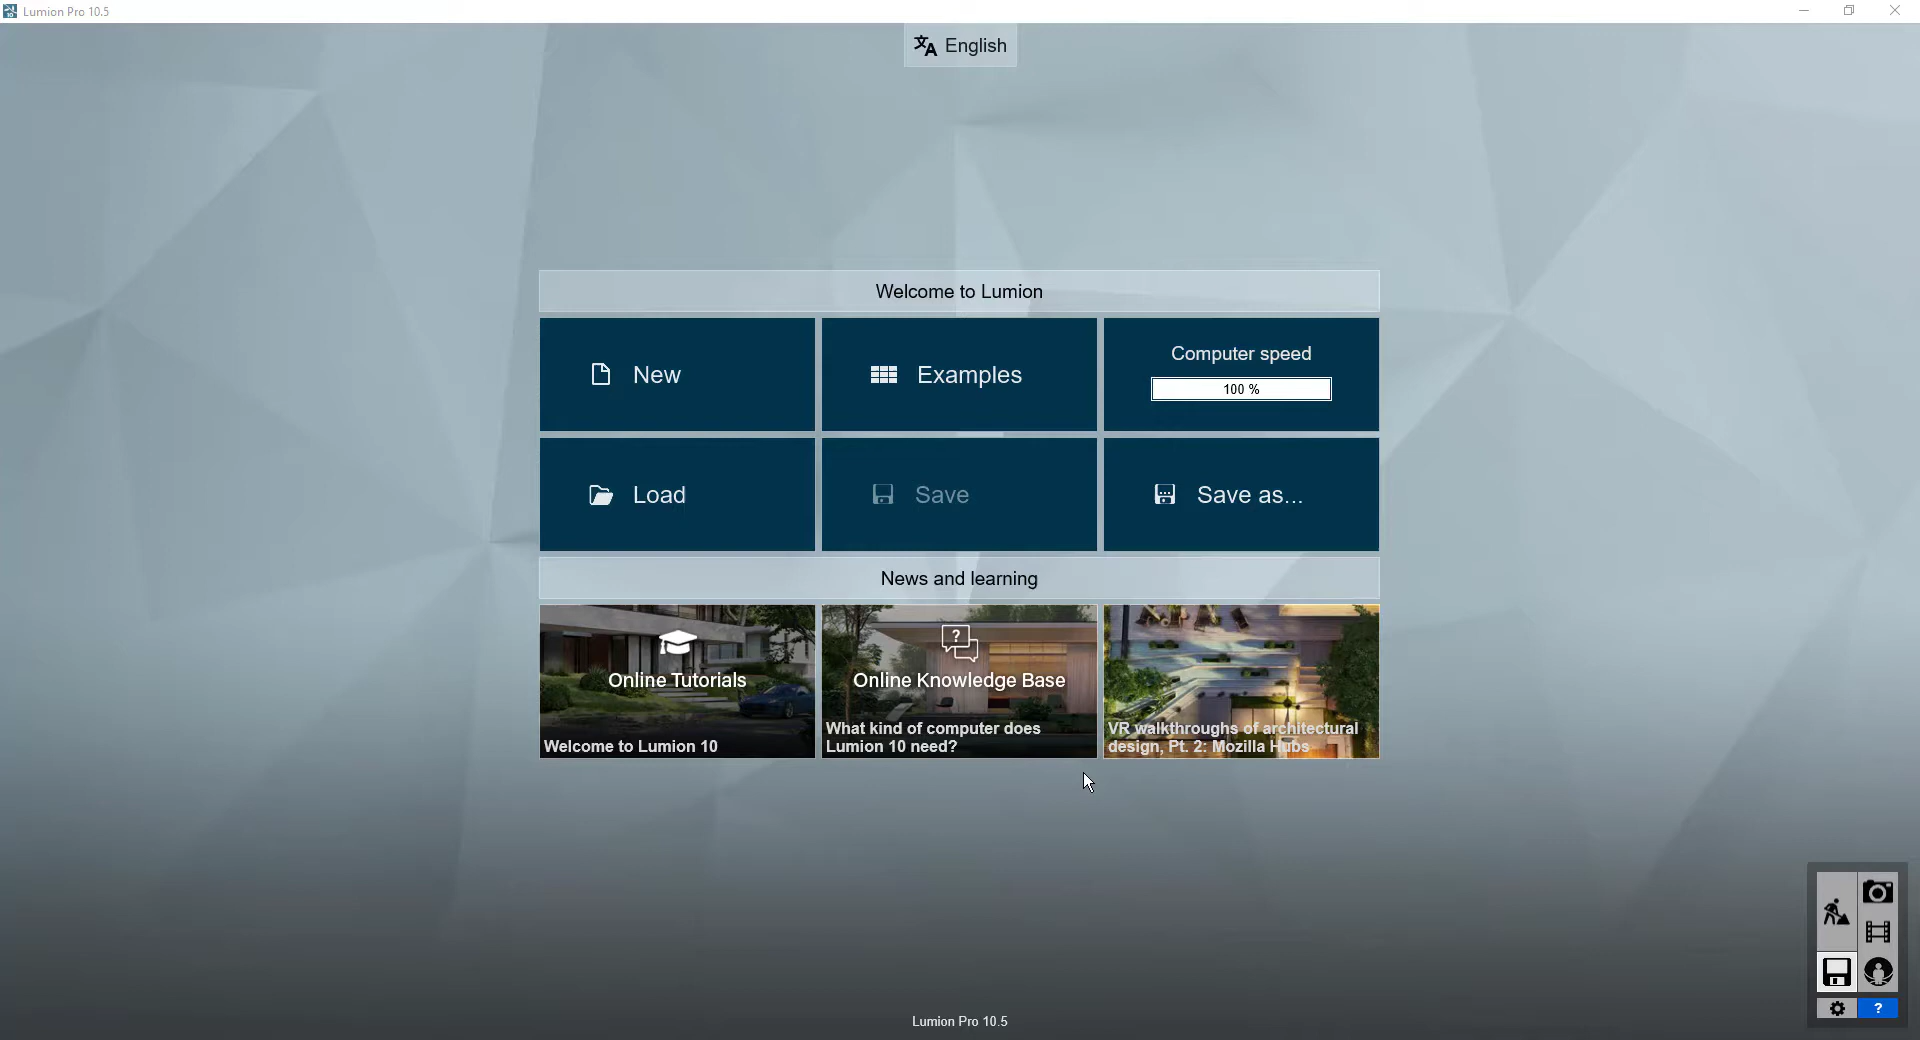 Lumion Pro 10.5
English
Welcome to Lumion
New
Examples
Computer speed
100 %
Load
Save
Save as...
News and learning
Online Tutorials
Welcome to Lumion 10
Online Knowledge Base
What kind of computer does
Lumion 10 need?
VR walkthroughs of architectural
design, Pt. 2: Mozilla Hubs
?
Lumion Pro 10.5